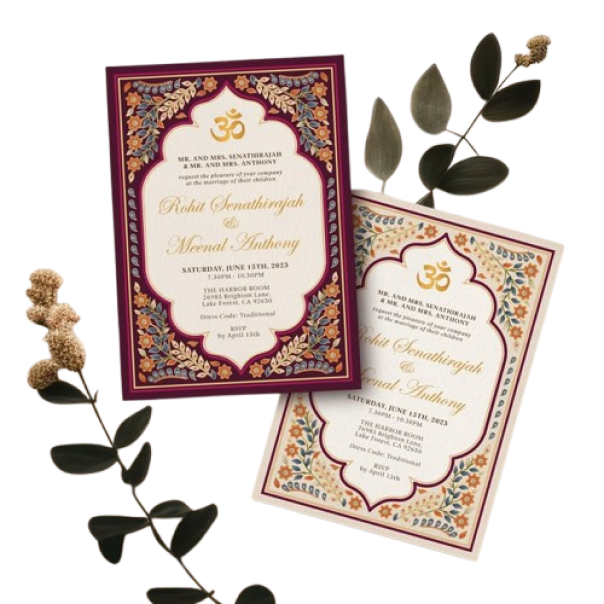 ॐ
MR. AND MRS. SENATHIRAJAH
& MR. AND MRS. ANTHONY
request the pleasure of your company
at the marriage of their children
Rohit Senathirajah
&
Meenal Anthony
SATURDAY, JUNE 15TH, 2023
7.30PM - 10.30PM
THE HARBOR ROOM
26985 Brighton Lane,
Lake Forest, CA 92630
Dress Code: Traditional
RSVP
by April 15th
ॐ
MR. AND MRS. SENATHIRAJAH
& MR. AND MRS. ANTHONY
request the pleasure of your company
at the marriage of their children
Senathirajah
&
Anthony
SATURDAY, JUNE 15TH, 2023
7.30PM - 10.30PM
THE HARBOR ROOM
26985 Brighton Lane,
Lake Forest, CA 92630
Dress Code: Traditional
RSVP
by April 15th